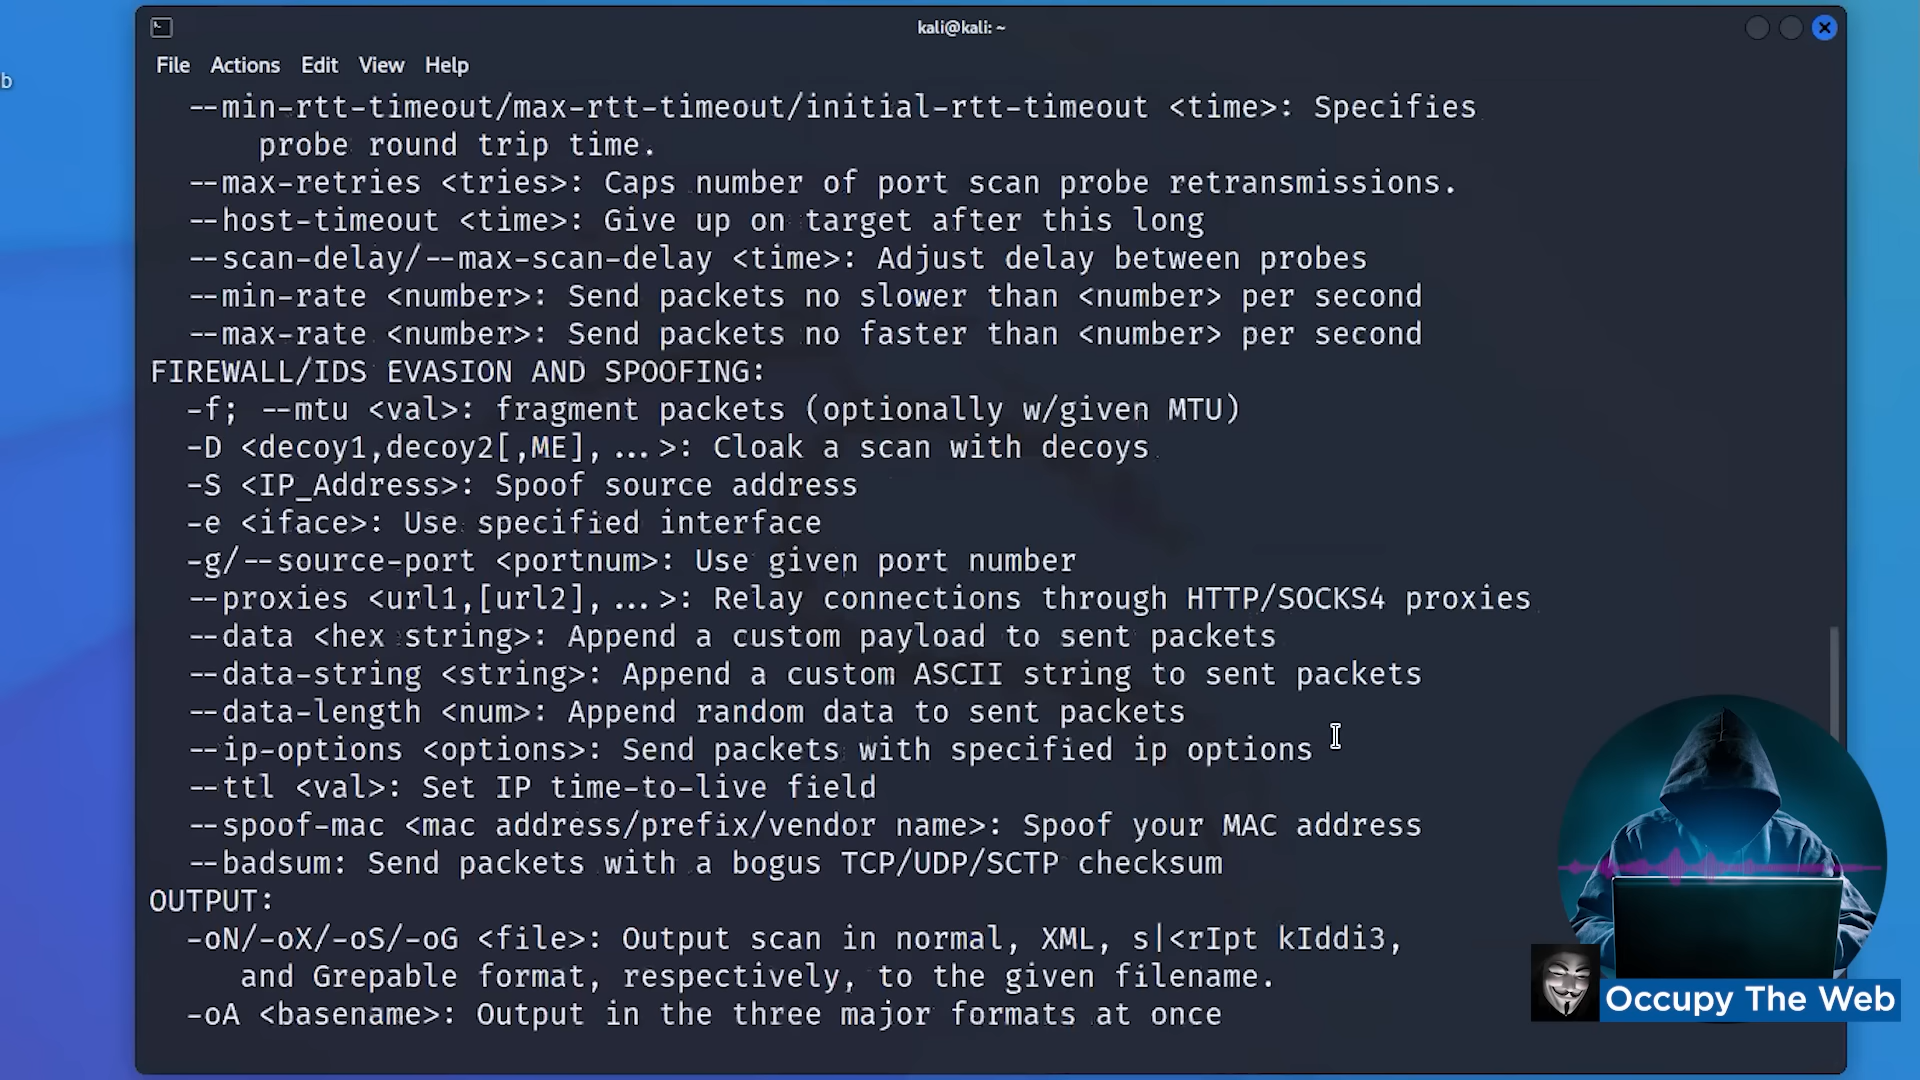 kali@kali: ~
b
File Actions Edit View Help
--min-rtt-timeout/max-rtt-timeout/initial-rtt-timeout <time>: Specifies
probe round trip time.
--max-retries <tries>: Caps number of port scan probe retransmissions.
--host-timeout <time>: Give up on target after this long
--scan-delay/--max-scan-delay <time>: Adjust delay between probes
--min-rate <number>: Send packets no slower than <number> per second
--max-rate <number>: Send packets no faster than <number> per second
FIREWALL/IDS EVASION AND SPOOFING:
-f; --mtu <val>: fragment packets (optionally w/given MTU)
-D <decoy1,decoy2[,ME],...>: Cloak a scan with decoys
-S <IP_Address>: Spoof source address
-e <iface>: Use specified interface
-g/--source-port <portnum>: Use given port number
--proxies <url1,[url2],...>: Relay connections through HTTP/SOCKS4 proxies
--data <hex string>: Append a custom payload to sent packets
--data-string <string>: Append a custom ASCII string to sent packets
--data-length <num>: Append random data to sent packets
--ip-options <options>: Send packets with specified ip options
--ttl <val>: Set IP time-to-live field
--spoof-mac <mac address/prefix/vendor name>: Spoof your MAC address
--badsum: Send packets with a bogus TCP/UDP/SCTP checksum
OUTPUT:
-oN/-oX/-oS/-oG <file>: Output scan in normal, XML, s|<rIpt kIddi3,
and Grepable format, respectively, to the given filename.
-oA <basename>: Output in the three major formats at once
Occupy The Web